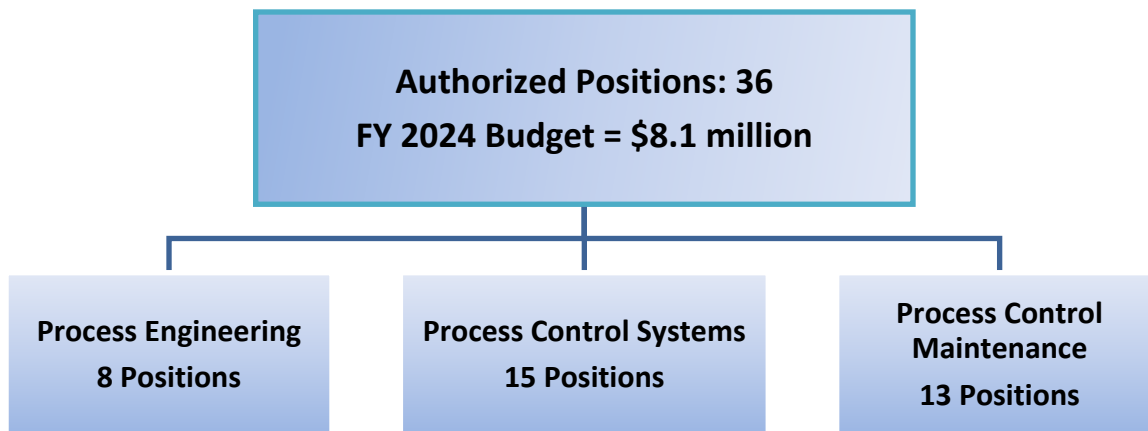 Authorized Positions: 36
FY 2024 Budget = $8.1 million
Process Engineering
8 Positions
Process Control Systems
15 Positions
Process Control
Maintenance
13 Positions